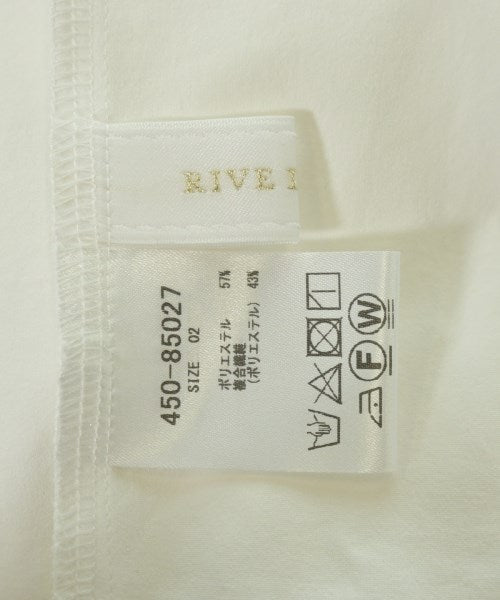 RIVE
450-85027
SIZE 02
ポリエステル 57%
複合繊維 43%
(ポリエステル)
F
W